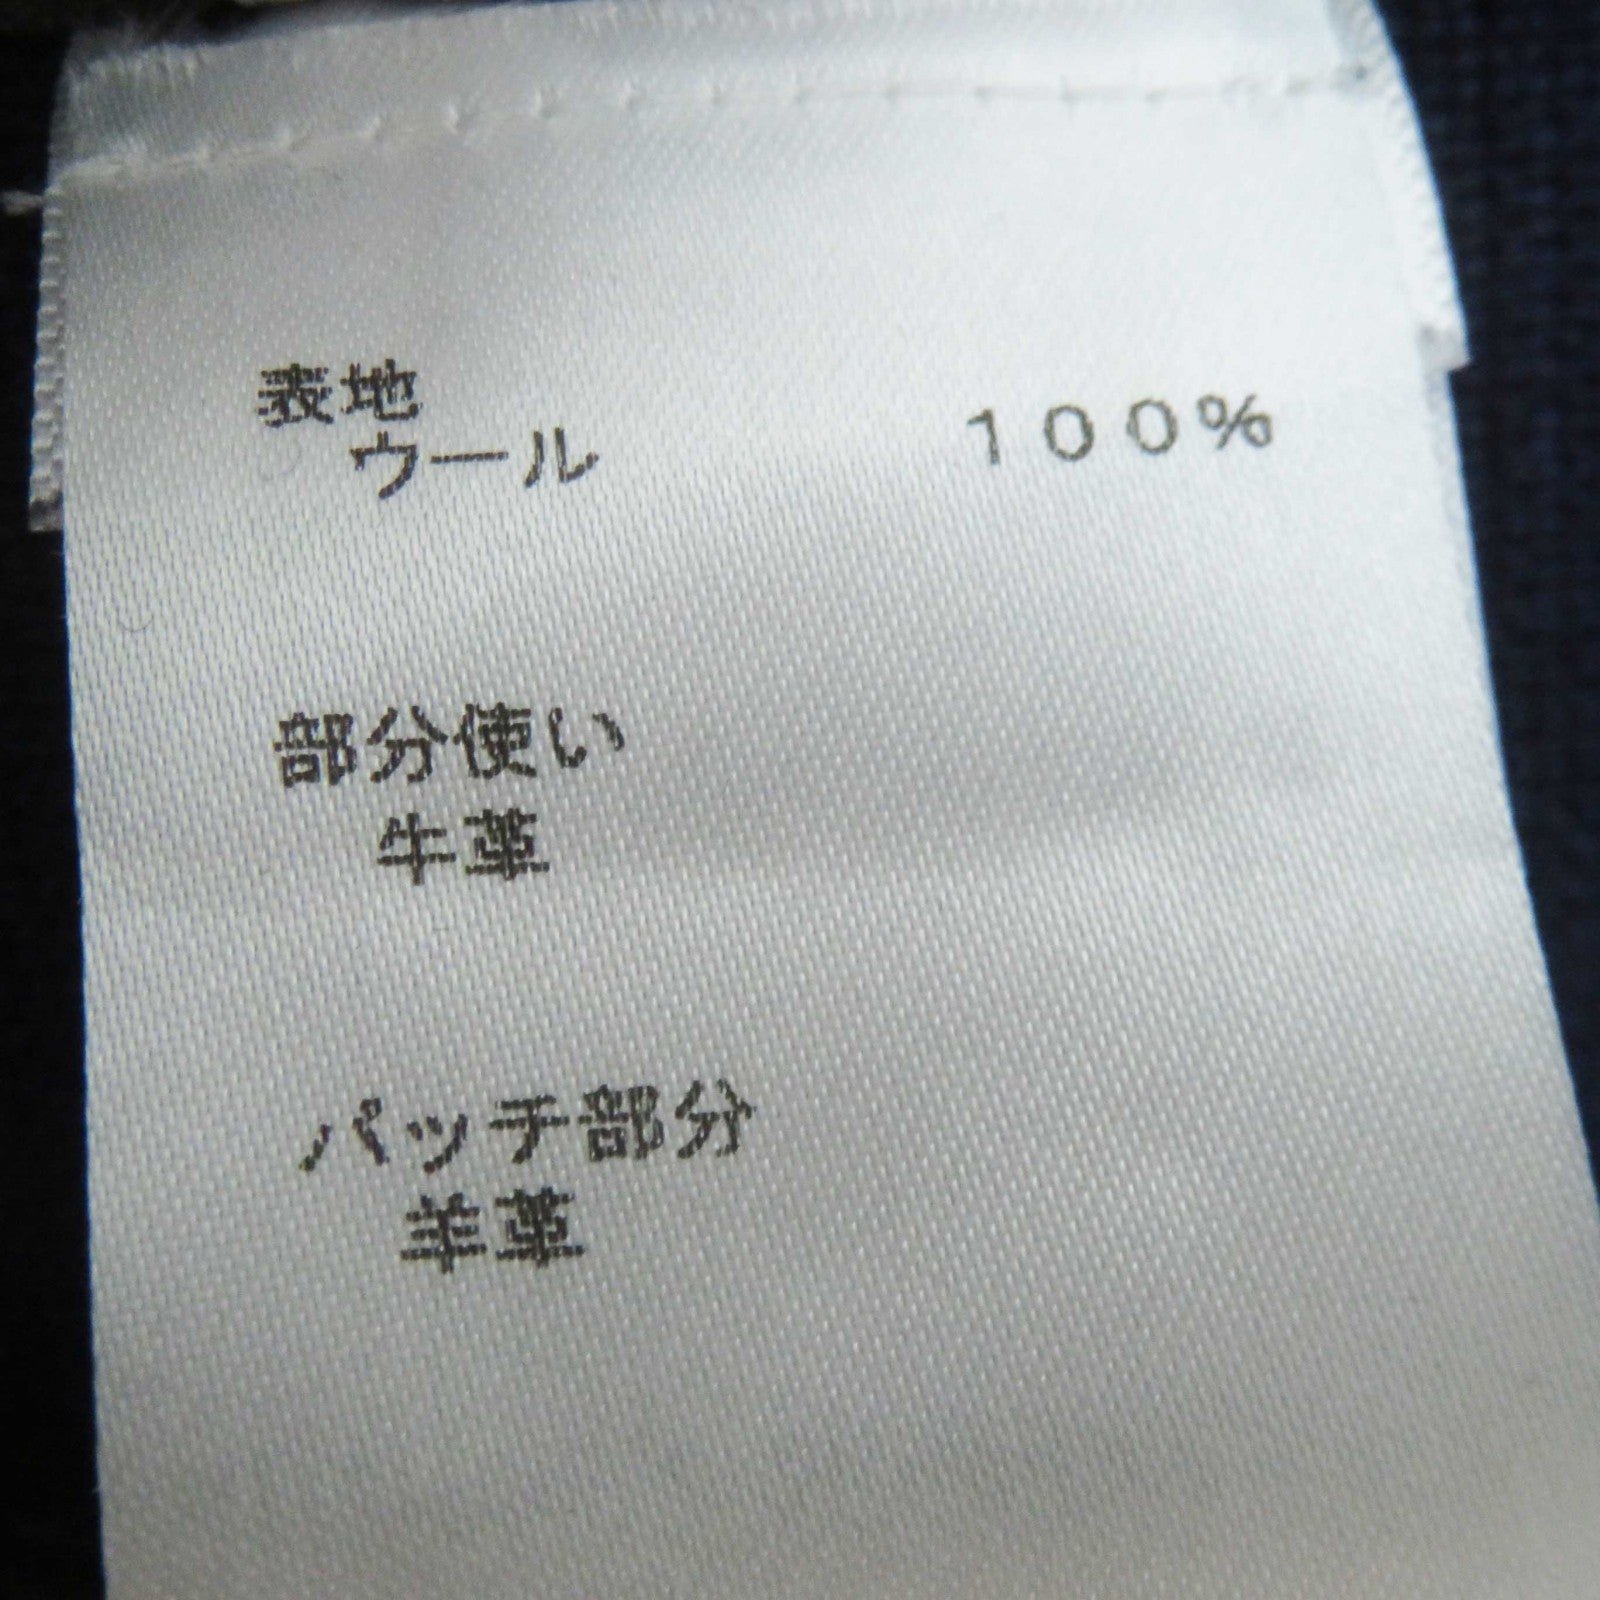 表地
ウール 100%
部分使い
牛革
パッチ部分
羊革